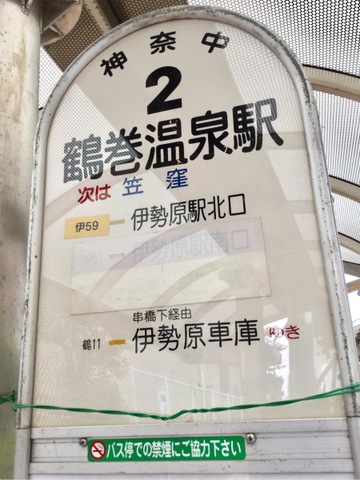 神奈中
2
鶴巻温泉駅
次は 笠窪
伊59 伊勢原駅北口
伊勢原駅南口
串橋下経由
鶴11 伊勢原車庫 ゆき
バス停での禁煙にご協力下さい